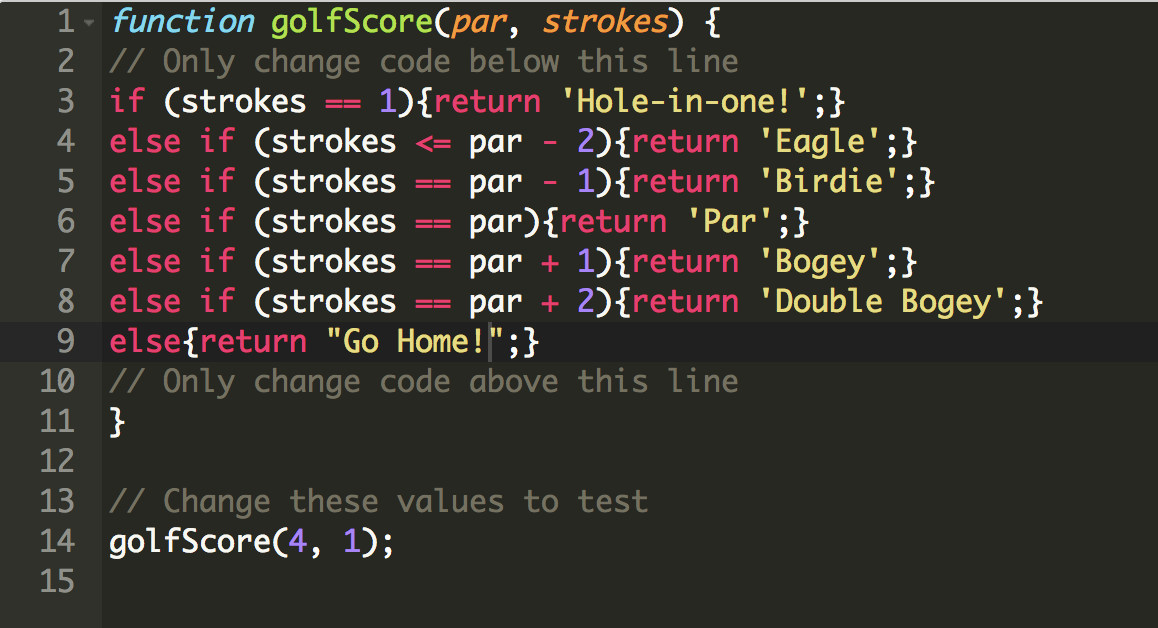 1 function golfScore(par, strokes) {
2 // Only change code below this line
3 if (strokes == 1){return 'Hole-in-one!';}
4 else if (strokes <= par - 2){return 'Eagle';}
5 else if (strokes == par - 1){return 'Birdie';}
6 else if (strokes == par){return 'Par';}
7 else if (strokes == par + 1){return 'Bogey';}
8 else if (strokes == par + 2){return 'Double Bogey';}
9 else{return "Go Home!";}
10 // Only change code above this line
11 }
12
13 // Change these values to test
14 golfScore(4, 1);
15